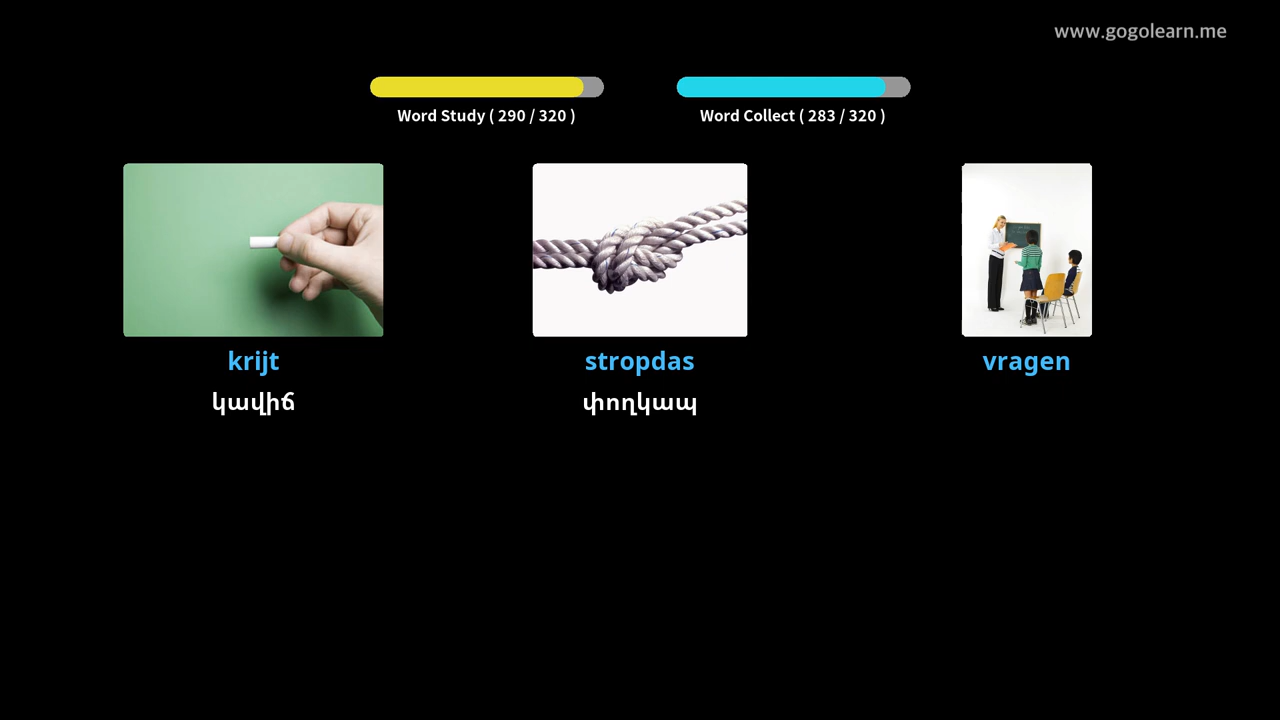 www.gogolearn.me
Word Study ( 290 / 320 )
Word Collect ( 283 / 320 )
krijt
stropdas
vragen
կավիճ
փողկապ